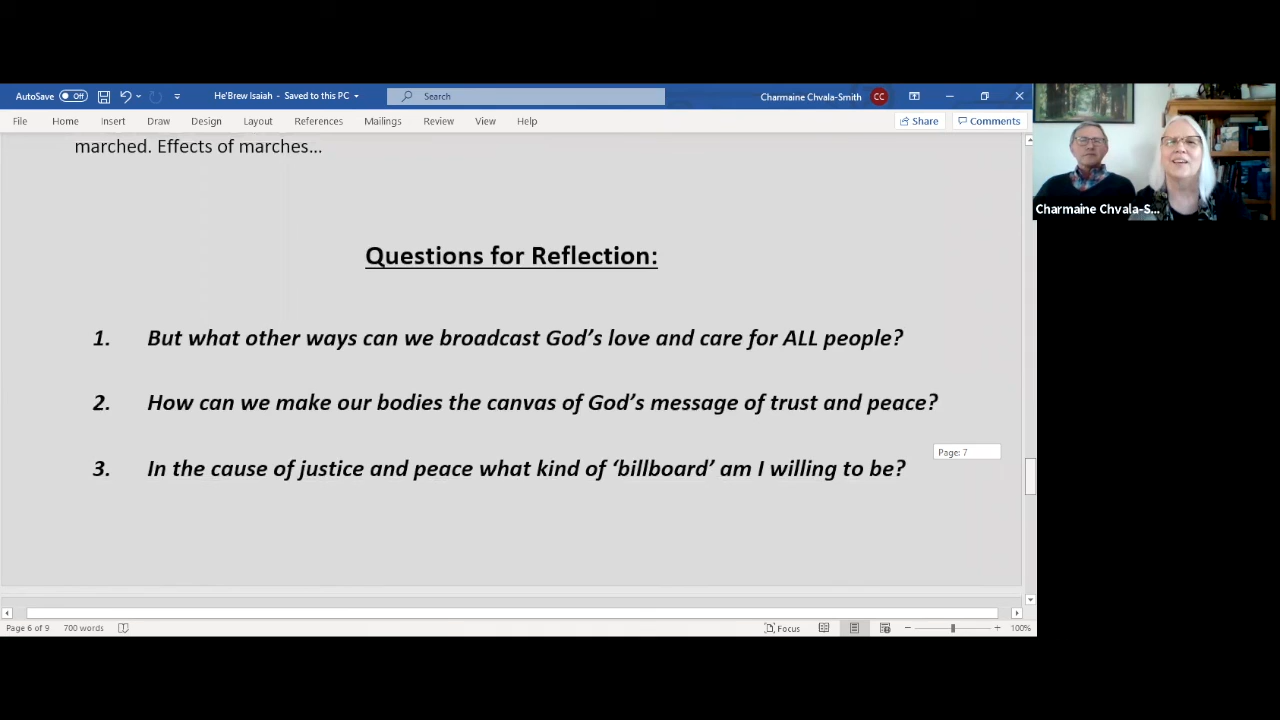 AutoSave Off He'Brew Isaiah - Saved to this PC Search Charmaine Chvala-Smith CC
File Home Insert Draw Design Layout References Mailings Review View Help Share Comments
marched. Effects of marches...
Charmaine Chvala-S...
Questions for Reflection:
1. But what other ways can we broadcast God's love and care for ALL people?
2. How can we make our bodies the canvas of God's message of trust and peace?
Page: 7
3. In the cause of justice and peace what kind of ‘billboard’ am I willing to be?
Page 6 of 9 700 words Focus 100%